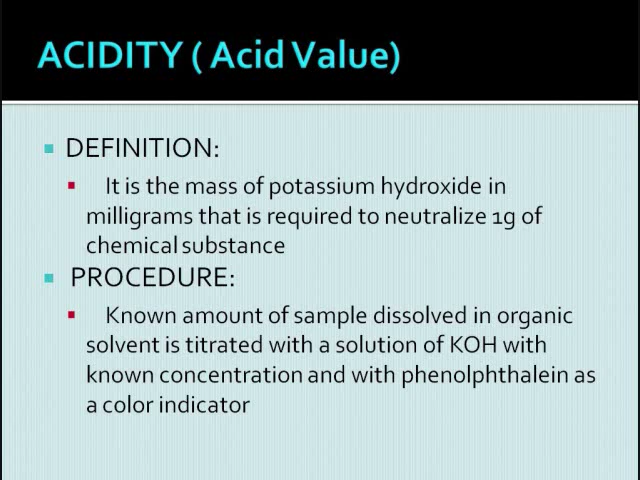 ACIDITY ( Acid Value)
DEFINITION:
It is the mass of potassium hydroxide in
milligrams that is required to neutralize 1g of
chemical substance
PROCEDURE:
Known amount of sample dissolved in organic
solvent is titrated with a solution of KOH with
known concentration and with phenolphthalein as
a color indicator